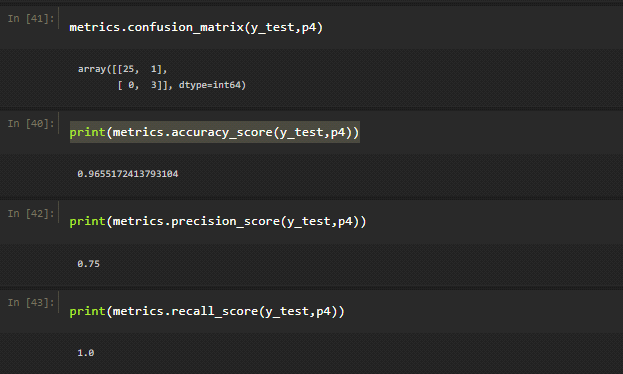 In [41]:
metrics.confusion_matrix(y_test,p4)
array([[25,  1],
       [ 0,  3]], dtype=int64)
In [40]:
print(metrics.accuracy_score(y_test,p4))
0.9655172413793104
In [42]:
print(metrics.precision_score(y_test,p4))
0.75
In [43]:
print(metrics.recall_score(y_test,p4))
1.0